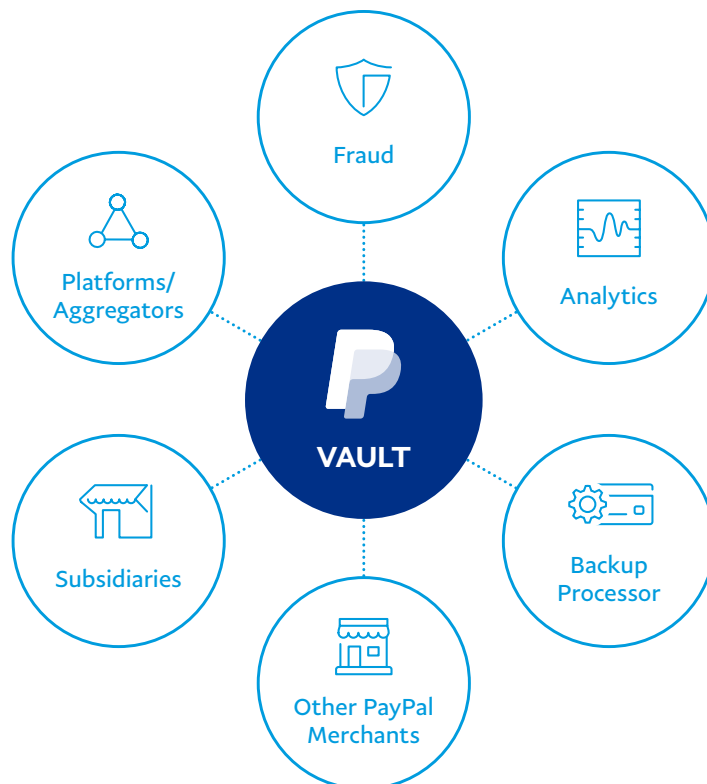 Fraud
Platforms/
Aggregators
Analytics
VAULT
Subsidiaries
Backup
Processor
Other PayPal
Merchants